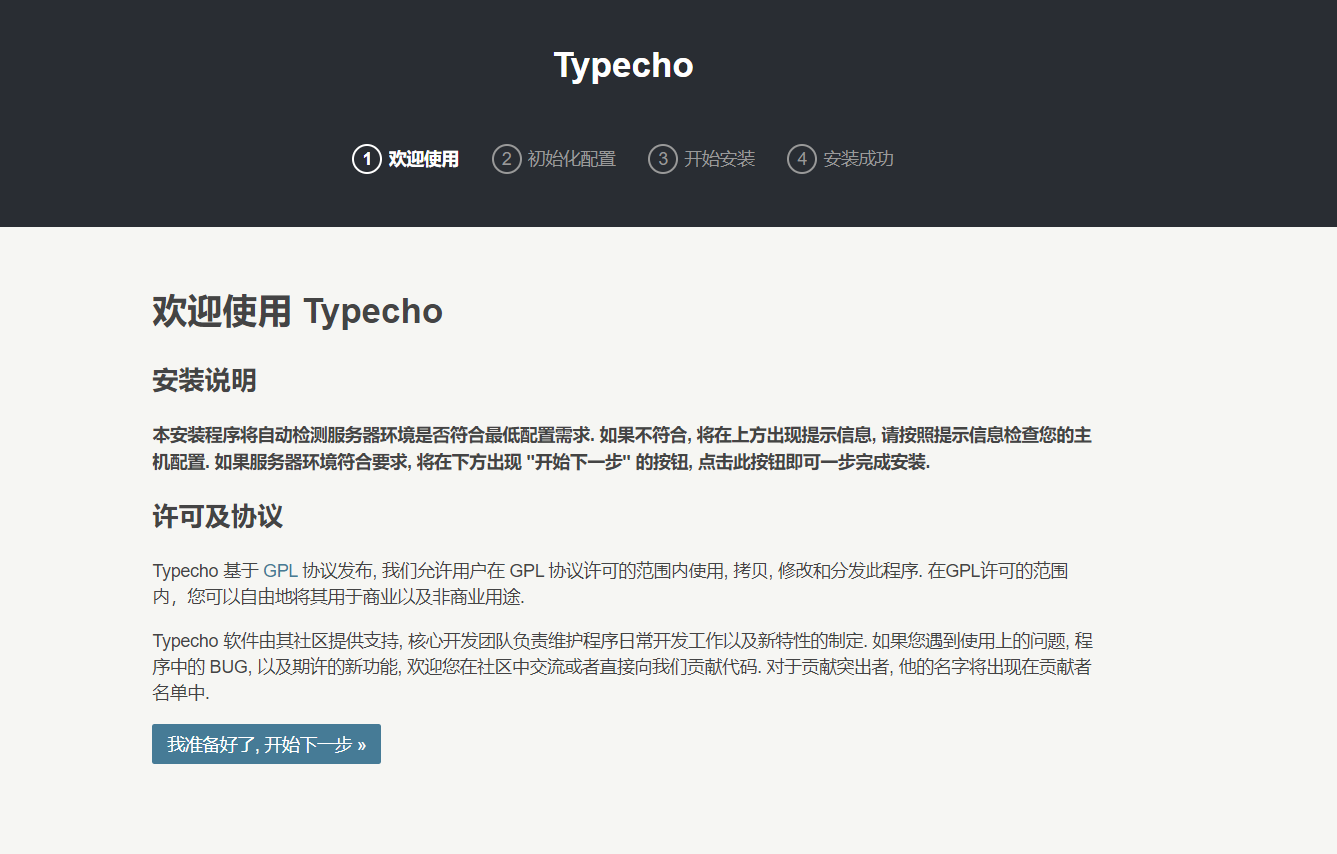 Typecho
1 欢迎使用 2 初始化配置 3 开始安装 4 安装成功
欢迎使用 Typecho
安装说明
本安装程序将自动检测服务器环境是否符合最低配置需求. 如果不符合, 将在上方出现提示信息, 请按照提示信息检查您的主
机配置. 如果服务器环境符合要求, 将在下方出现 "开始下一步" 的按钮, 点击此按钮即可一步完成安装.
许可及协议
Typecho 基于 GPL 协议发布, 我们允许用户在 GPL 协议许可的范围内使用, 拷贝, 修改和分发此程序. 在GPL许可的范围
内，您可以自由地将其用于商业以及非商业用途.
Typecho 软件由其社区提供支持, 核心开发团队负责维护程序日常开发工作以及新特性的制定. 如果您遇到使用上的问题, 程
序中的 BUG, 以及期许的新功能, 欢迎您在社区中交流或者直接向我们贡献代码. 对于贡献突出者, 他的名字将出现在贡献者
名单中.
我准备好了, 开始下一步 »